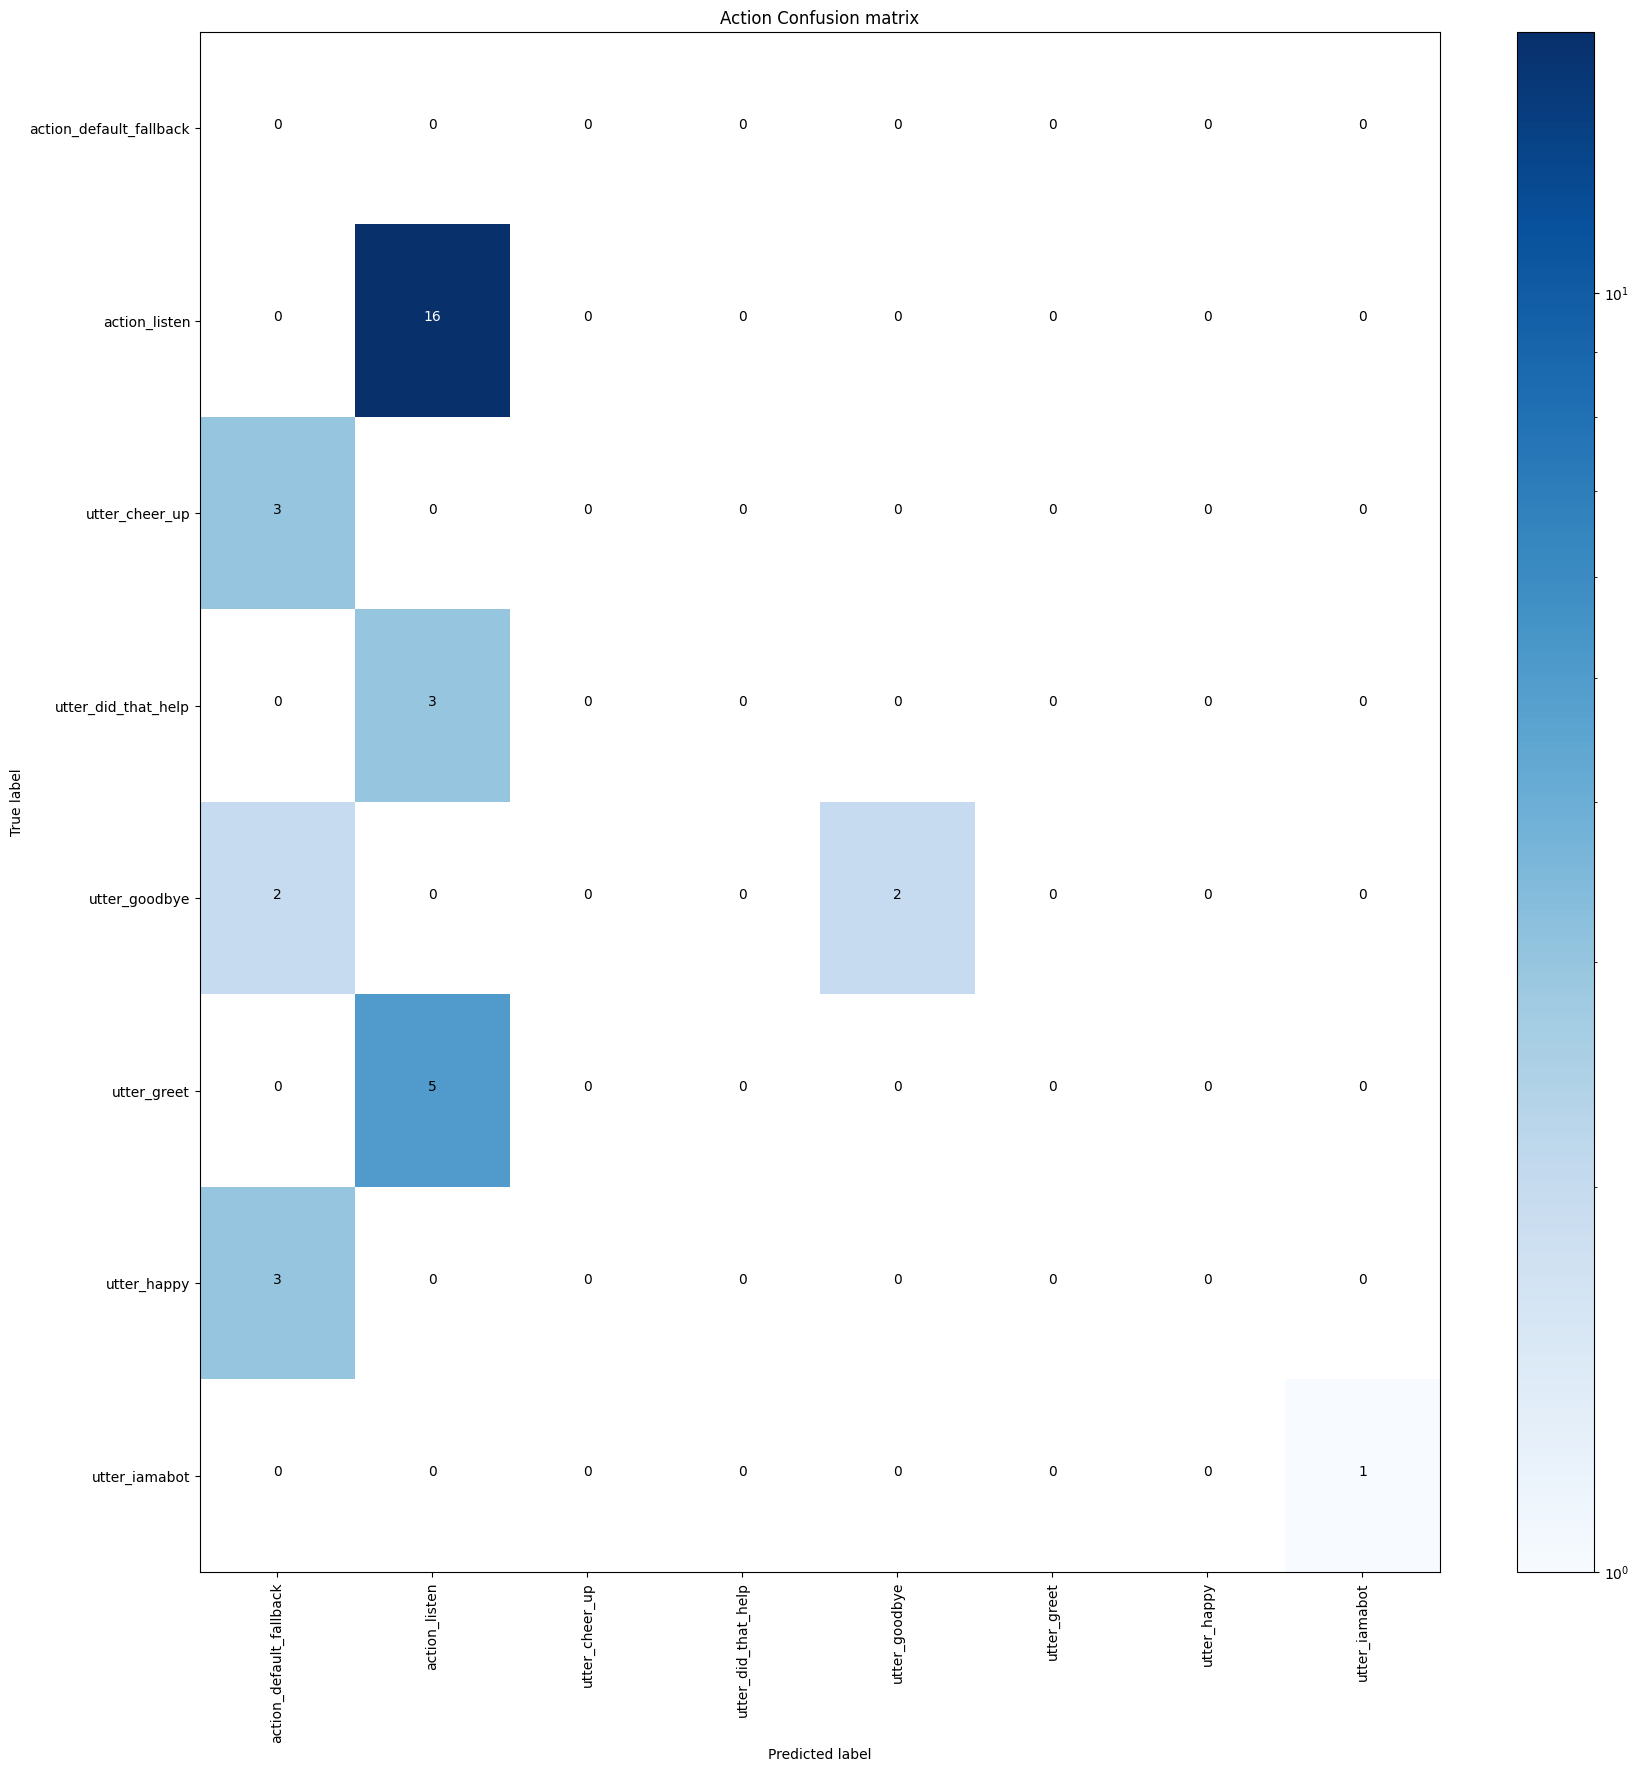 Action Confusion matrix
action_default_fallback 0 0 0 0 0 0 0 0
action_listen 0 16 0 0 0 0 0 0
utter_cheer_up 3 0 0 0 0 0 0 0
utter_did_that_help 0 3 0 0 0 0 0 0
utter_goodbye 2 0 0 0 2 0 0 0
utter_greet 0 5 0 0 0 0 0 0
utter_happy 3 0 0 0 0 0 0 0
utter_iamabot 0 0 0 0 0 0 0 1
True label
action_default_fallback
action_listen
utter_cheer_up
utter_did_that_help
utter_goodbye
utter_greet
utter_happy
utter_iamabot
Predicted label
10¹
10⁰